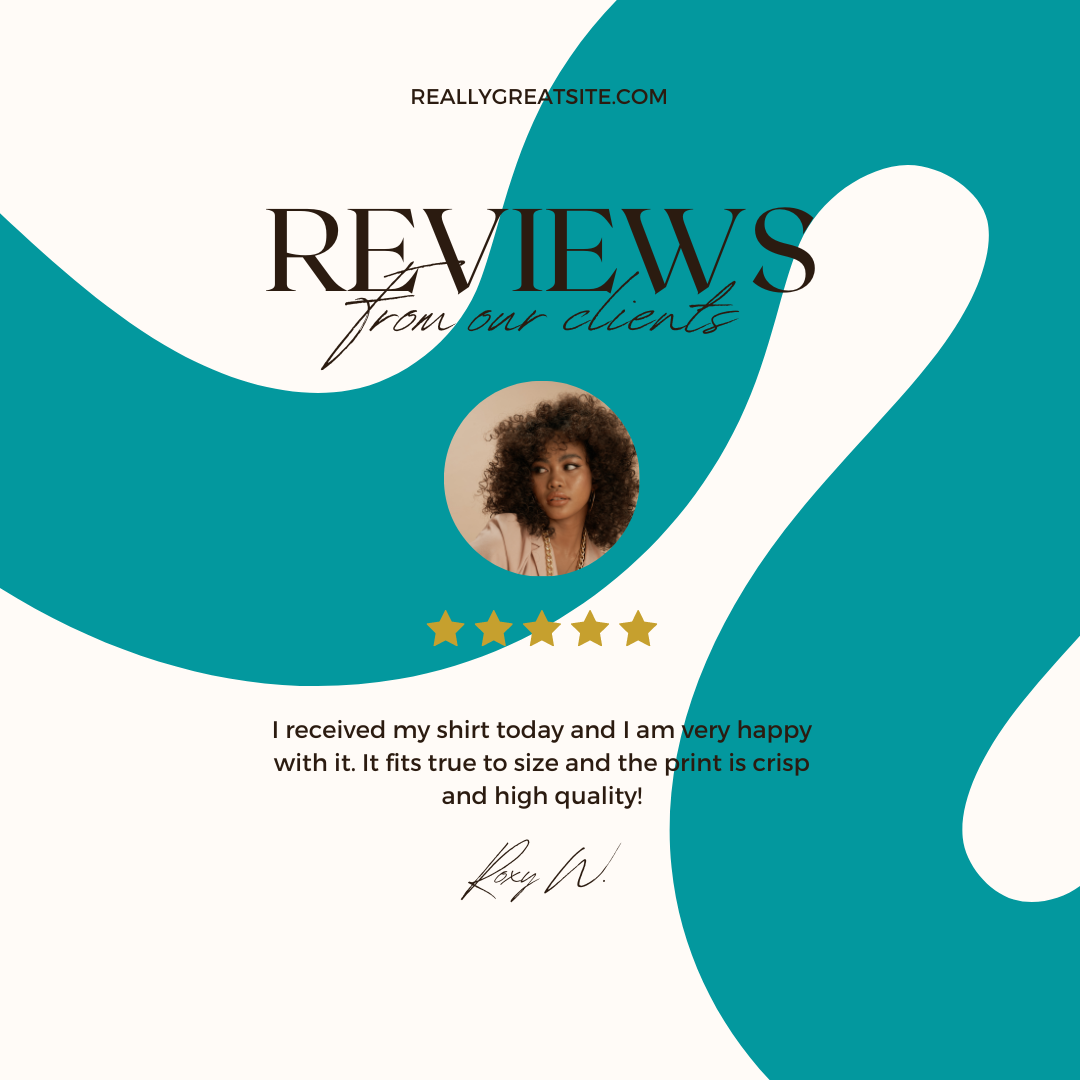 REALLYGREATSITE.COM
REVIEWS
from our clients
I received my shirt today and I am very happy
with it. It fits true to size and the print is crisp
and high quality!
Roxy W.